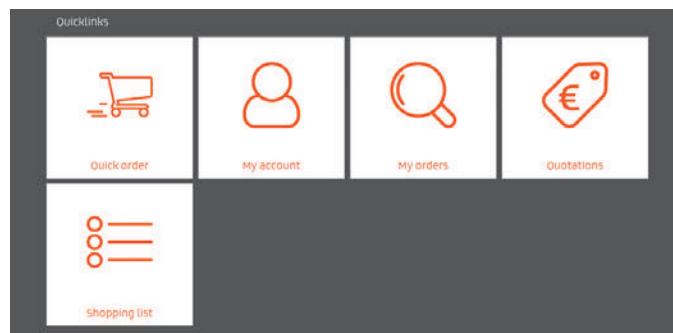 Quicklinks
Quick order
My account
My orders
Quotations
€
Shopping list